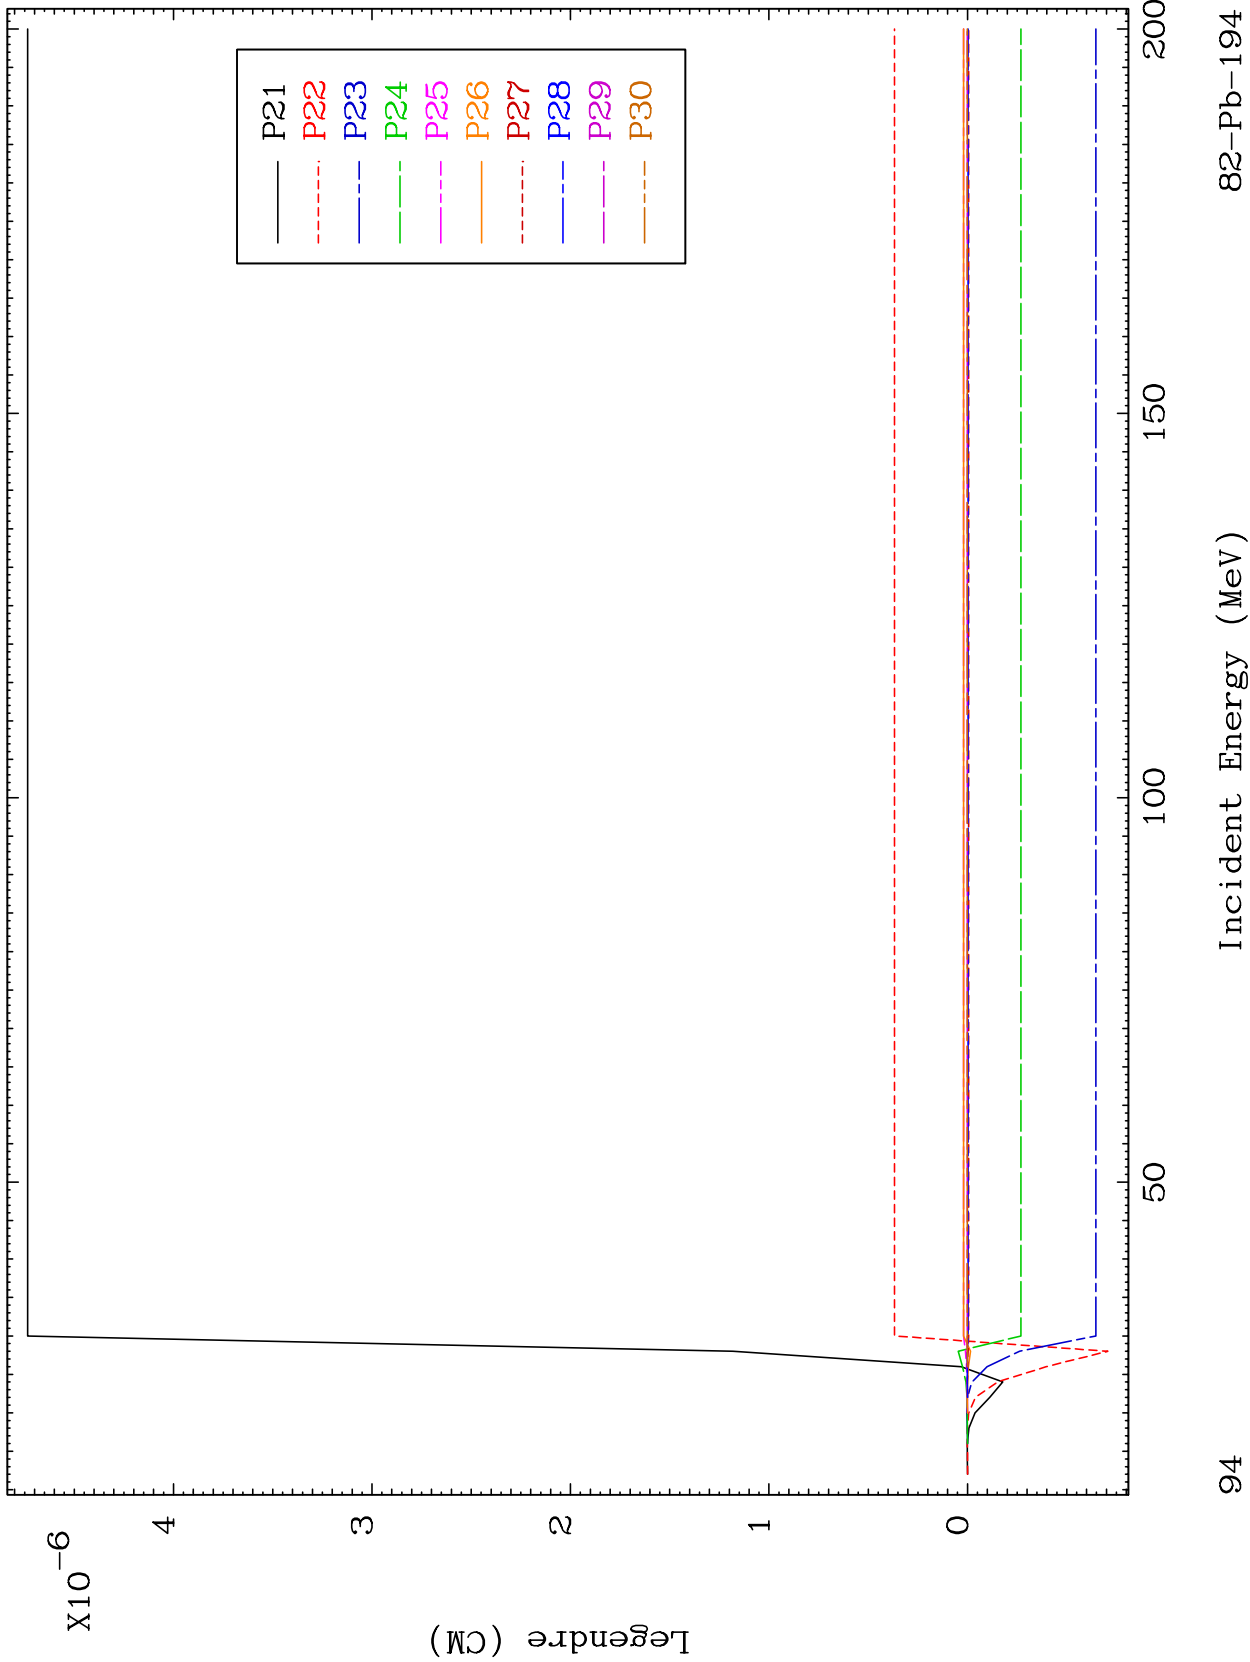 X10-6
Legendre (CM)
4
3
2
1
0
P21
P22
P23
P24
P25
P26
P27
P28
P29
P30
50
100
150
200
Incident Energy (MeV)
94
82-Pb-194